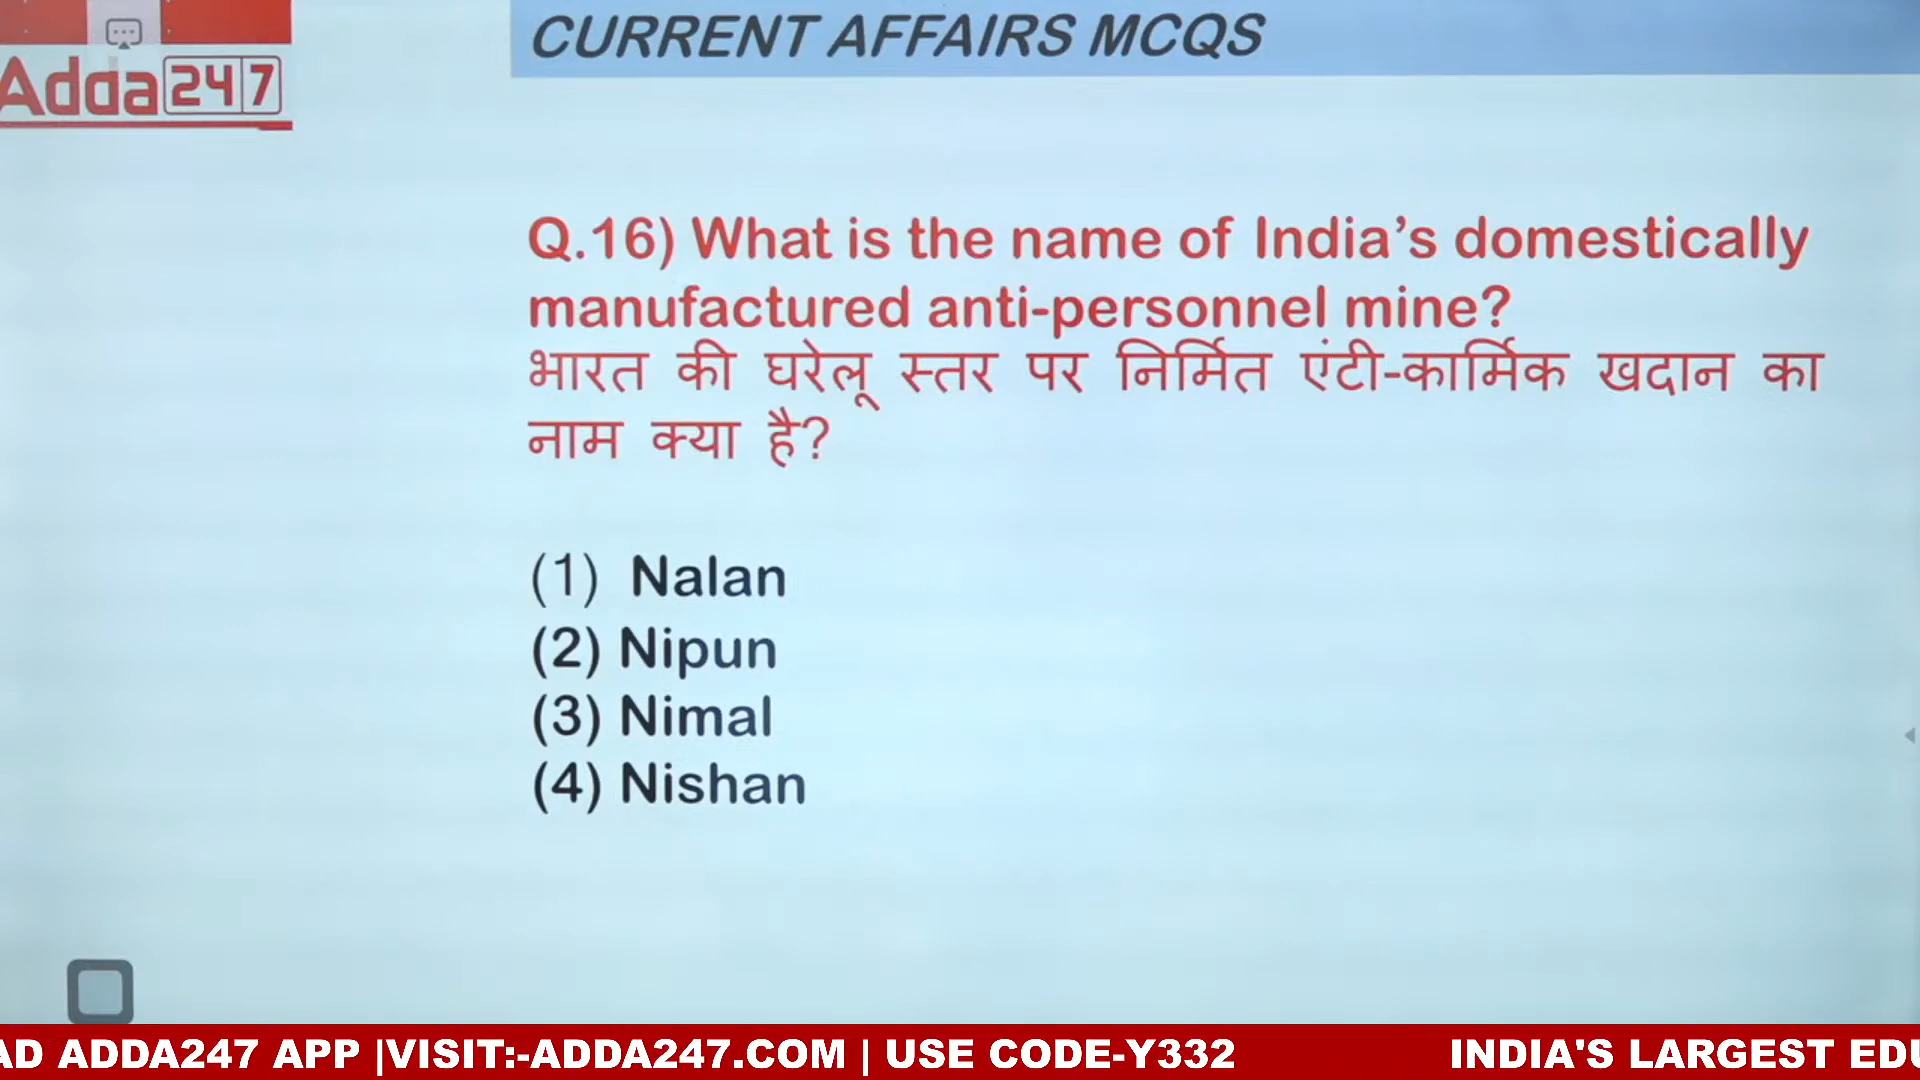 CURRENT AFFAIRS MCQS
Adda247
Q.16) What is the name of India’s domestically
manufactured anti-personnel mine?
भारत की घरेलू स्तर पर निर्मित एंटी-कार्मिक खदान का
नाम क्या है?
(1) Nalan
(2) Nipun
(3) Nimal
(4) Nishan
AD ADDA247 APP |VISIT:-ADDA247.COM | USE CODE-Y332 INDIA'S LARGEST EDU